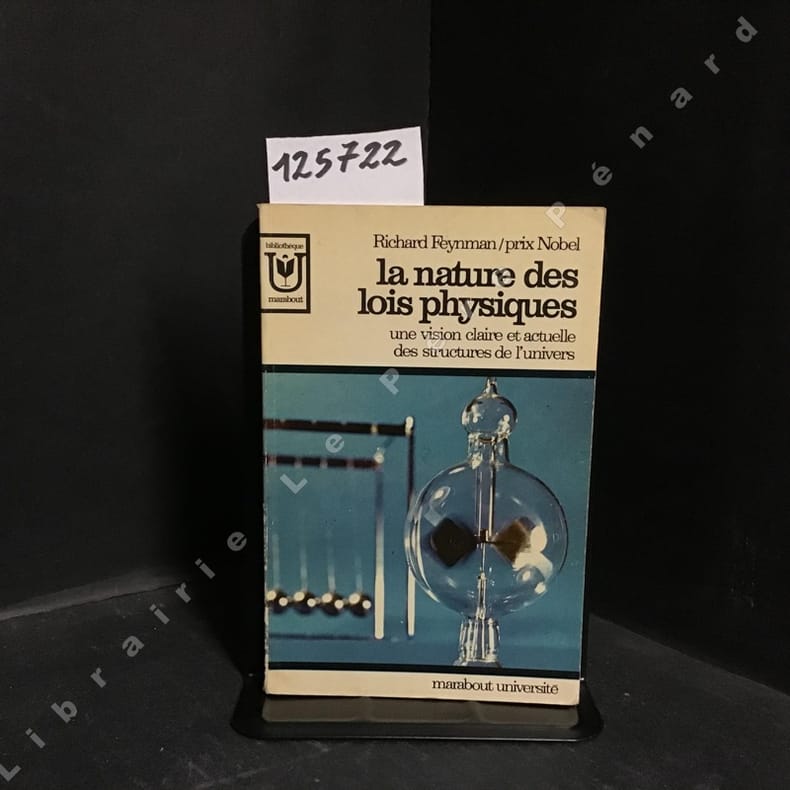 125722
bibliothèque
U
marabout
Richard Feynman/prix Nobel
la nature des
lois physiques
une vision claire et actuelle
des structures de l'univers
marabout université
Librairie Le Père Pénard